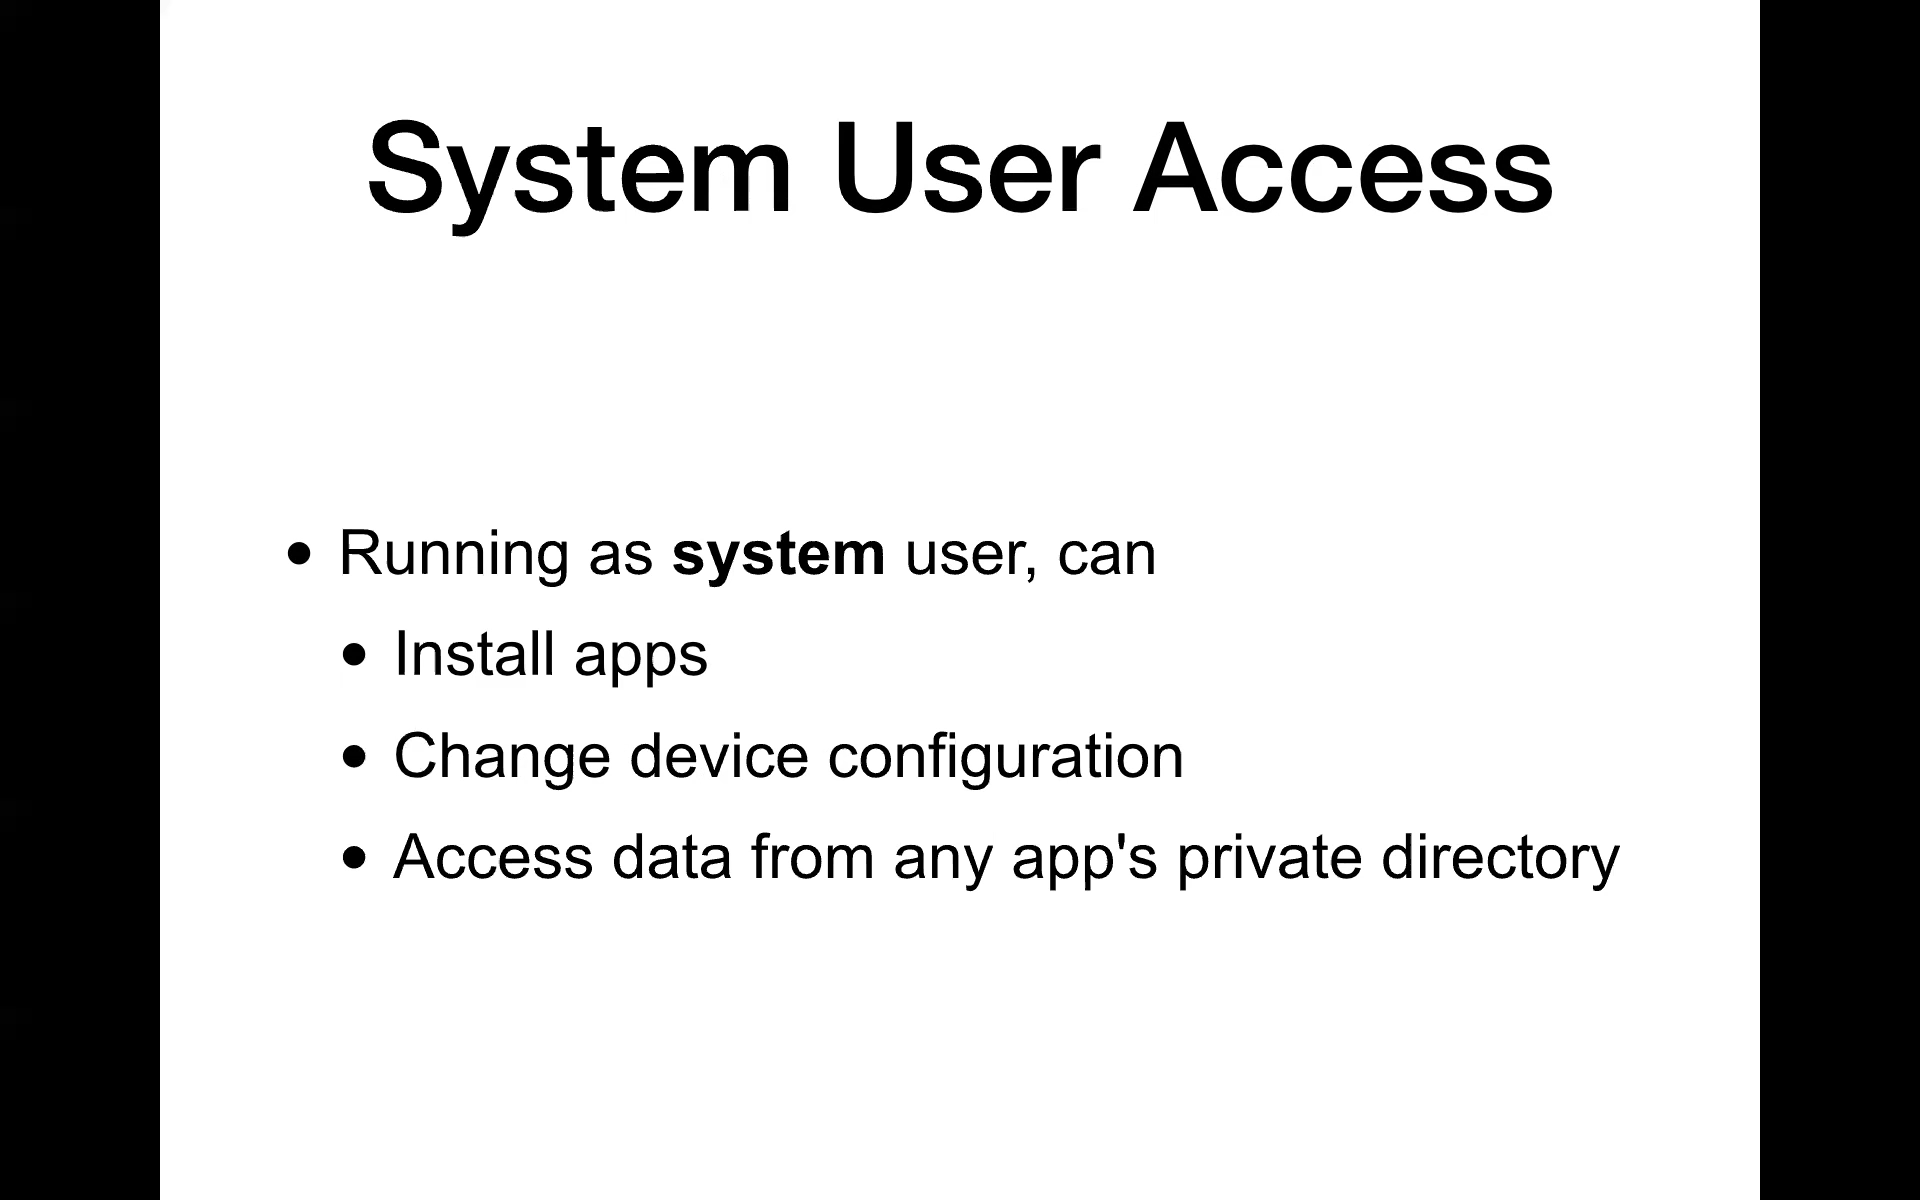 System User Access
• Running as system user, can
• Install apps
• Change device configuration
• Access data from any app's private directory